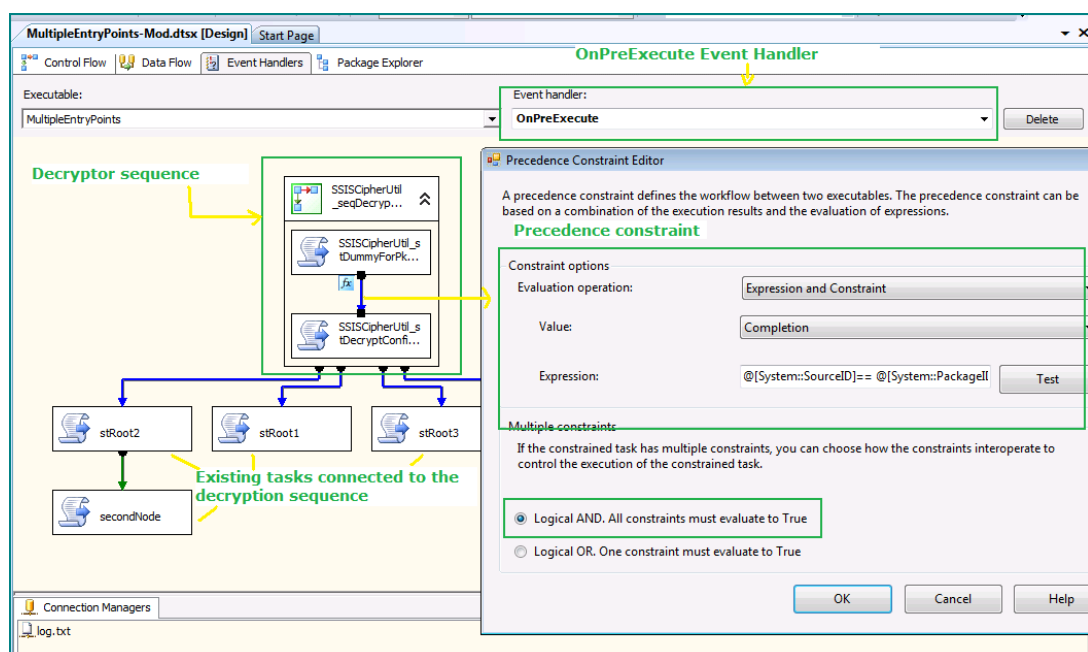 MultipleEntryPoints-Mod.dtsx [Design] Start Page
Control Flow Data Flow Event Handlers Package Explorer
OnPreExecute Event Handler
Executable:
Event handler:
MultipleEntryPoints
OnPreExecute
Delete
Decryptor sequence
SSISCipherUtil
_seqDecryp...
SSISCipherUtil_s
tDummyForPk...
fx
SSISCipherUtil_s
tDecryptConfi...
stRoot2
stRoot1
stRoot3
Existing tasks connected to the
decryption sequence
secondNode
Connection Managers
log.txt
Precedence Constraint Editor
A precedence constraint defines the workflow between two executables. The precedence constraint can be
based on a combination of the execution results and the evaluation of expressions.
Precedence constraint
Constraint options
Evaluation operation:
Expression and Constraint
Value:
Completion
Expression:
@[System::SourceID]== @[System::PackageID
Test
Multiple constraints
If the constrained task has multiple constraints, you can choose how the constraints interoperate to
control the execution of the constrained task.
Logical AND. All constraints must evaluate to True
Logical OR. One constraint must evaluate to True
OK
Cancel
Help